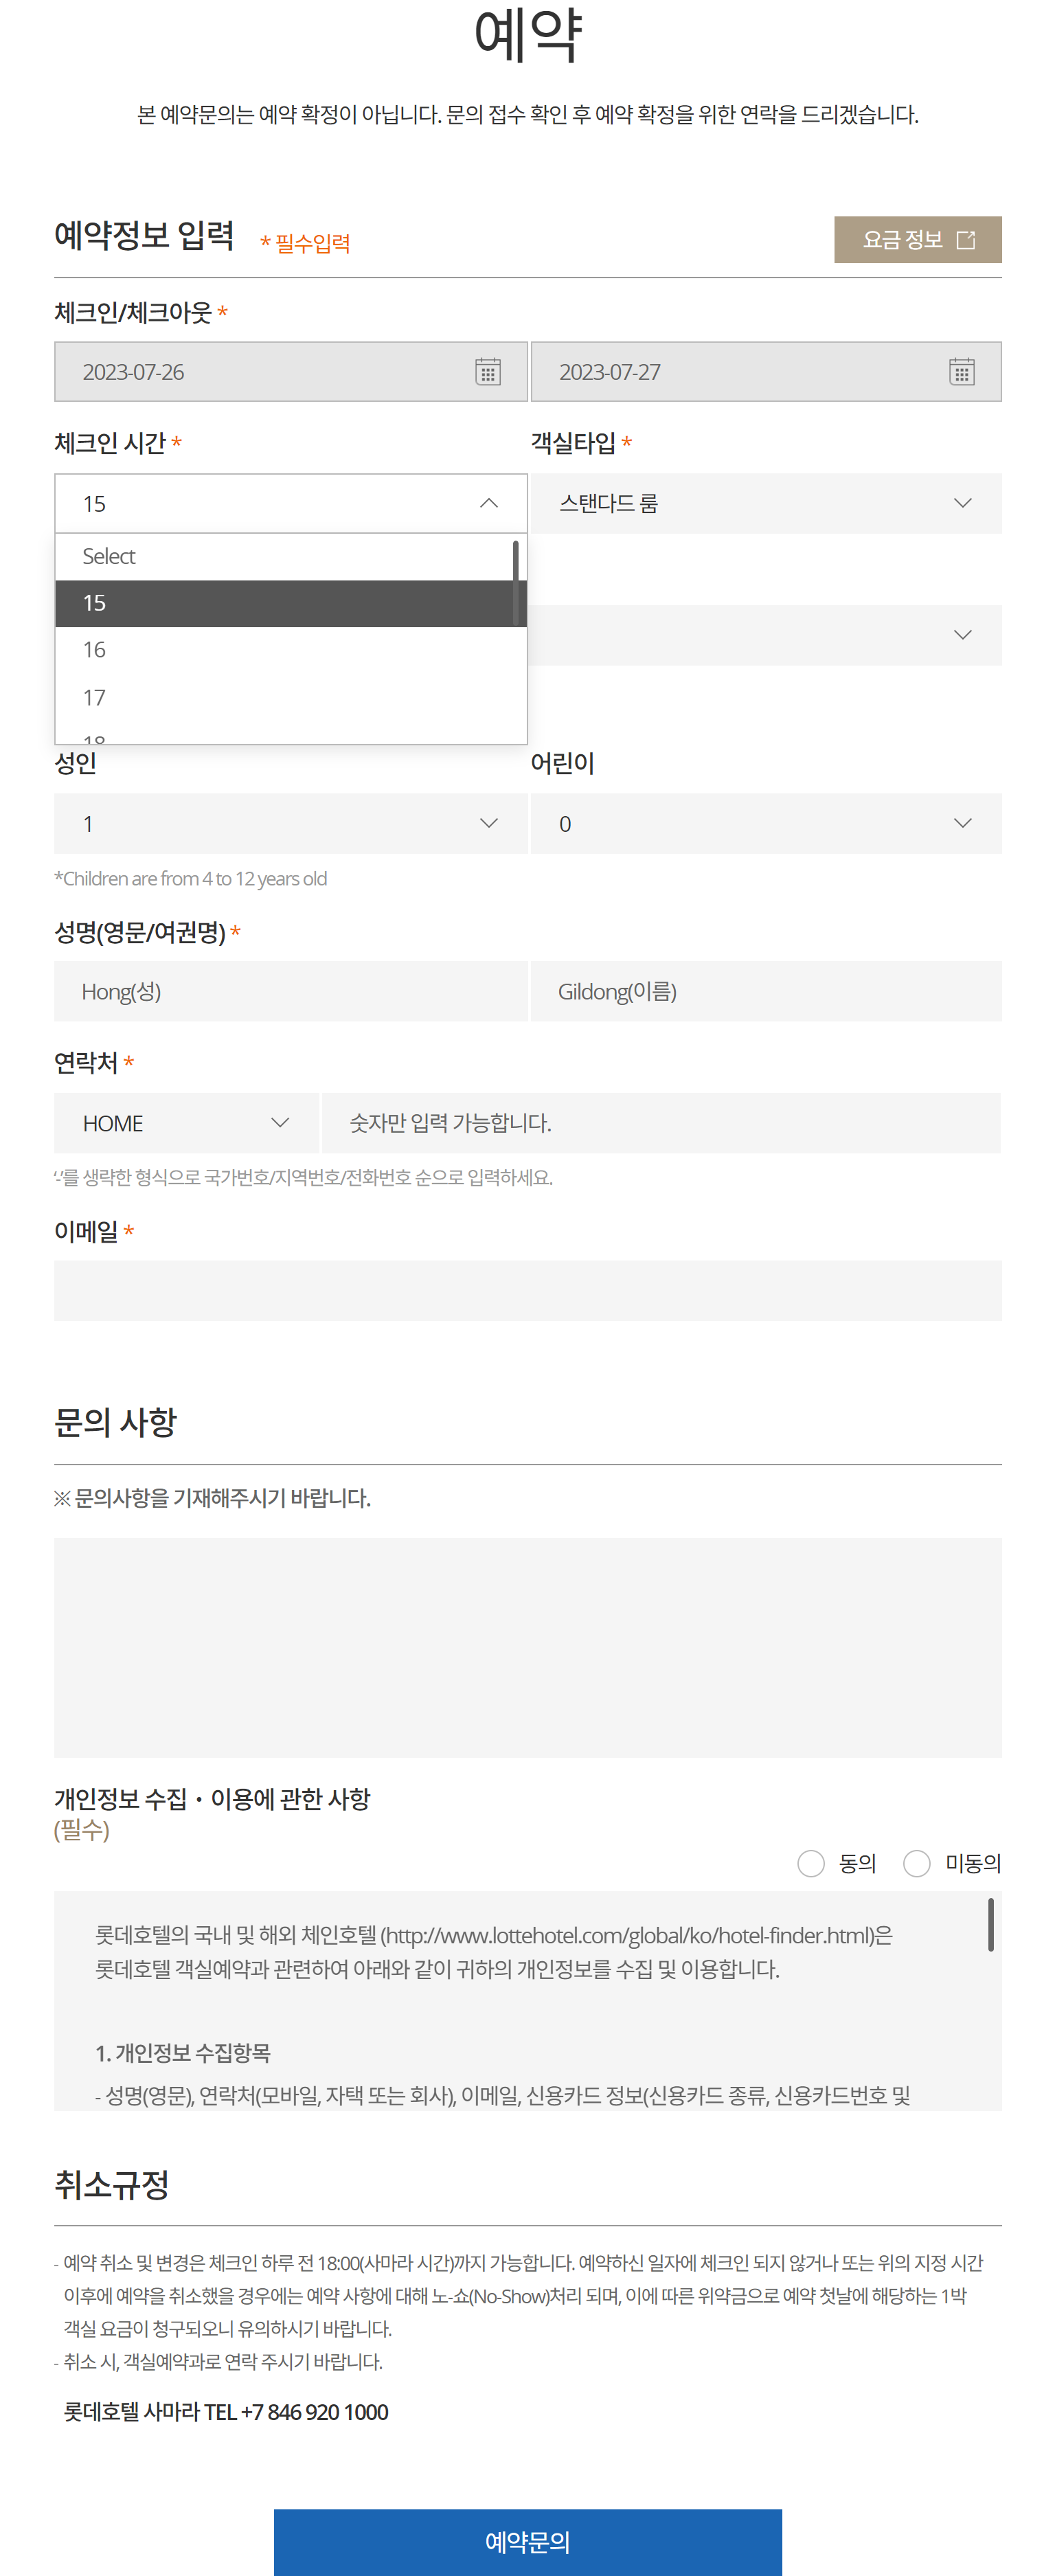 예약
본 예약문의는 예약 확정이 아닙니다. 문의 접수 확인 후 예약 확정을 위한 연락을 드리겠습니다.
예약정보 입력 * 필수입력 요금 정보
체크인/체크아웃 *
2023-07-26 2023-07-27
체크인 시간 * 객실타입 *
15 스탠다드 룸
Select
15
16
17
18
성인 어린이
1 0
*Children are from 4 to 12 years old
성명(영문/여권명) *
Hong(성) Gildong(이름)
연락처 *
HOME 숫자만 입력 가능합니다.
'-'를 생략한 형식으로 국가번호/지역번호/전화번호 순으로 입력하세요.
이메일 *
문의 사항
※ 문의사항을 기재해주시기 바랍니다.
개인정보 수집 · 이용에 관한 사항
(필수)
동의 미동의
롯데호텔의 국내 및 해외 체인호텔 (http://www.lottehotel.com/global/ko/hotel-finder.html)은
롯데호텔 객실예약과 관련하여 아래와 같이 귀하의 개인정보를 수집 및 이용합니다.
1. 개인정보 수집항목
- 성명(영문), 연락처(모바일, 자택 또는 회사), 이메일, 신용카드 정보(신용카드 종류, 신용카드번호 및
취소규정
- 예약 취소 및 변경은 체크인 하루 전 18:00(사마라 시간)까지 가능합니다. 예약하신 일자에 체크인 되지 않거나 또는 위의 지정 시간
이후에 예약을 취소했을 경우에는 예약 사항에 대해 노-쇼(No-Show)처리 되며, 이에 따른 위약금으로 예약 첫날에 해당하는 1박
객실 요금이 청구되오니 유의하시기 바랍니다.
- 취소 시, 객실예약과로 연락 주시기 바랍니다.
롯데호텔 사마라 TEL +7 846 920 1000
예약문의